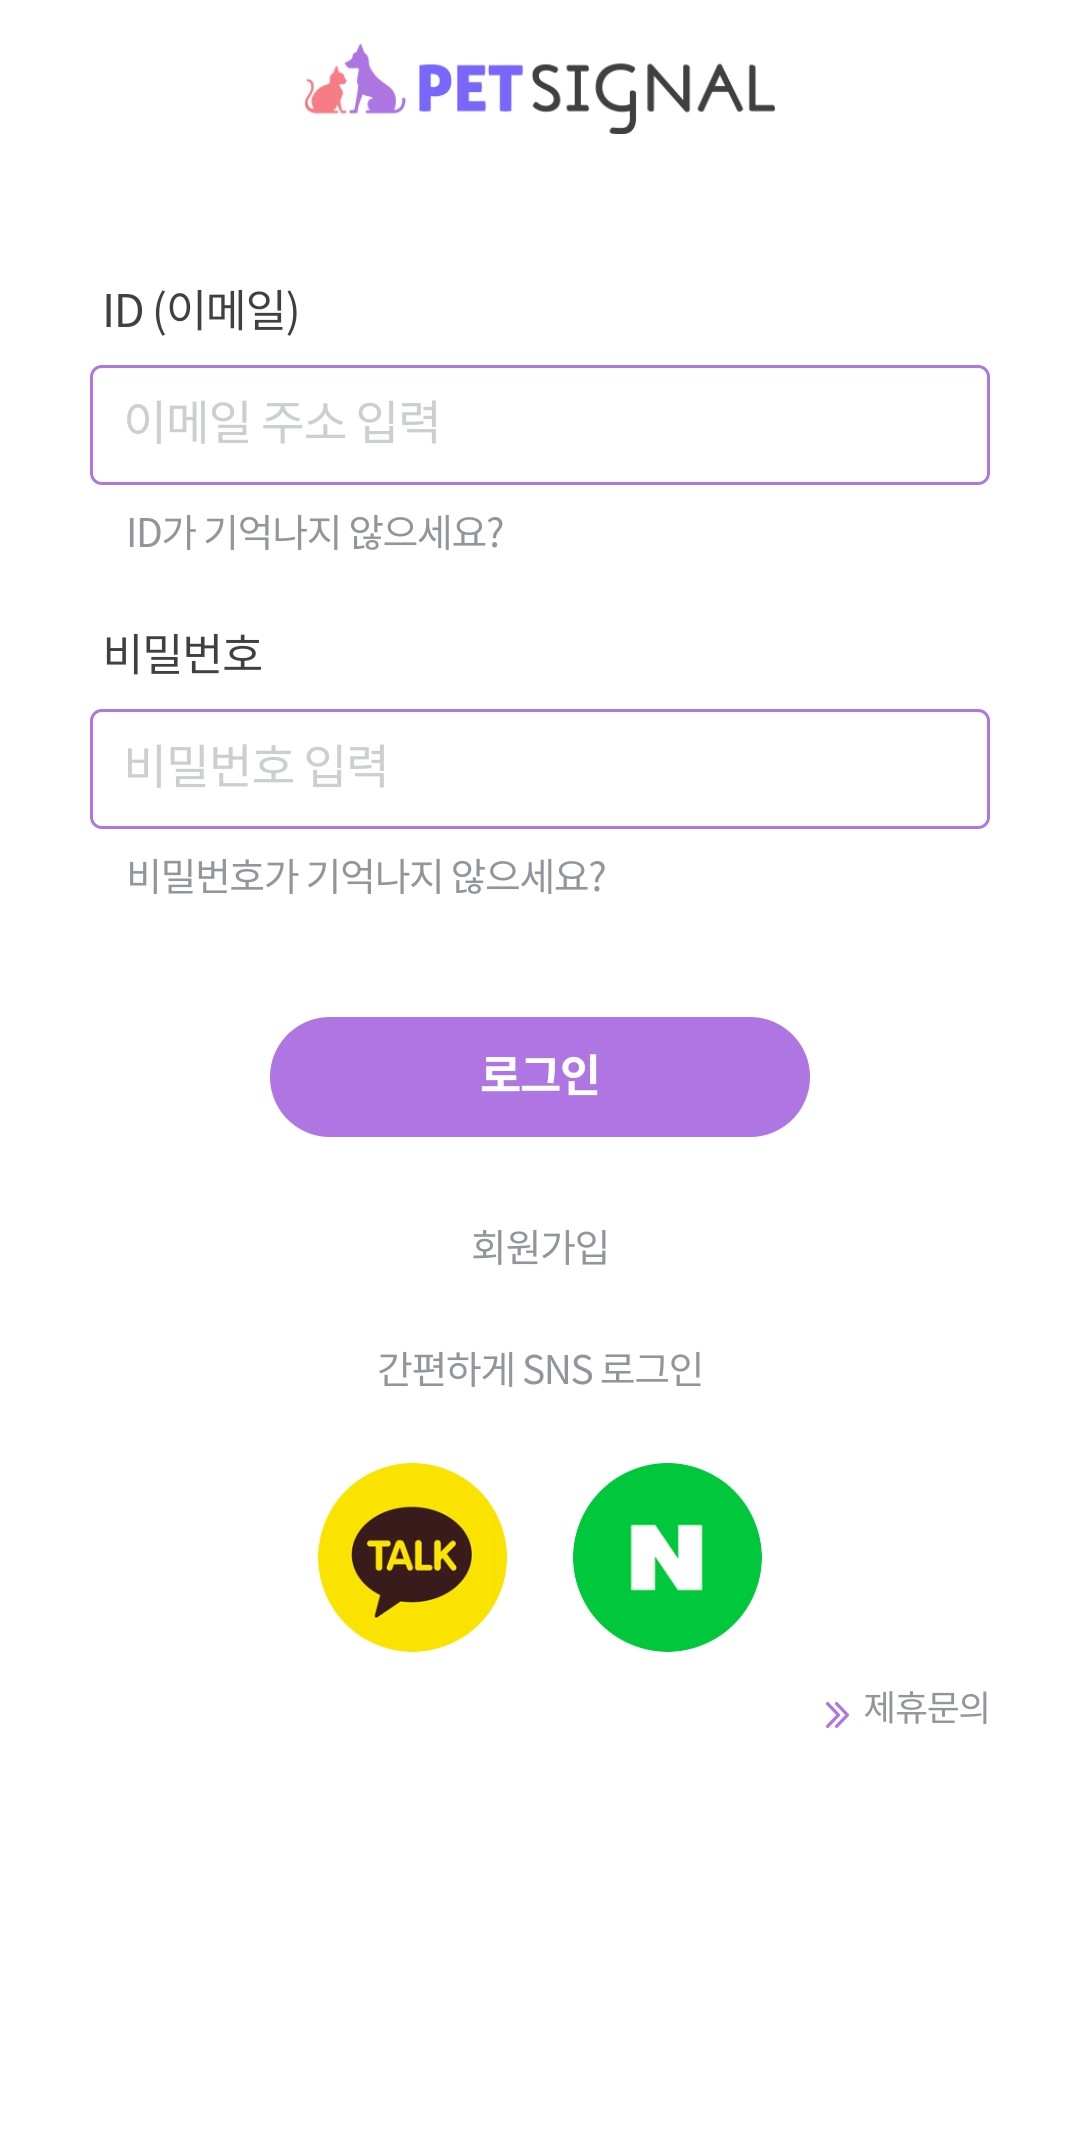 PETSIGNAL
ID (이메일)
이메일 주소 입력
ID가 기억나지 않으세요?
비밀번호
비밀번호 입력
비밀번호가 기억나지 않으세요?
로그인
회원가입
간편하게 SNS 로그인
TALK
N
제휴문의